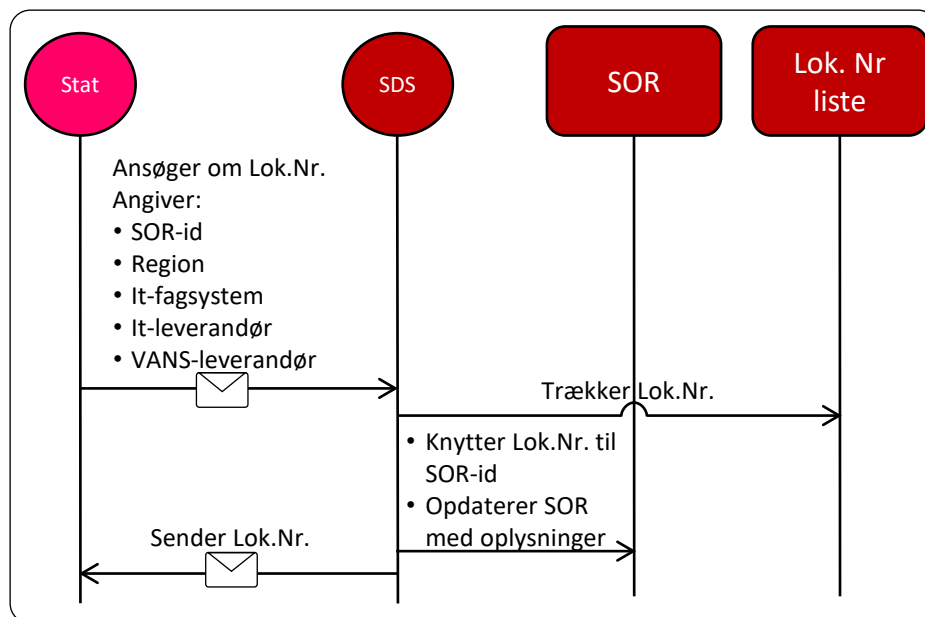 Stat
SDS
SOR
Lok. Nr
liste
Ansøger om Lok.Nr.
Angiver:
• SOR-id
• Region
• It-fagsystem
• It-leverandør
• VANS-leverandør
Trækker Lok.Nr.
• Knytter Lok.Nr. til
SOR-id
• Opdaterer SOR
med oplysninger
Sender Lok.Nr.